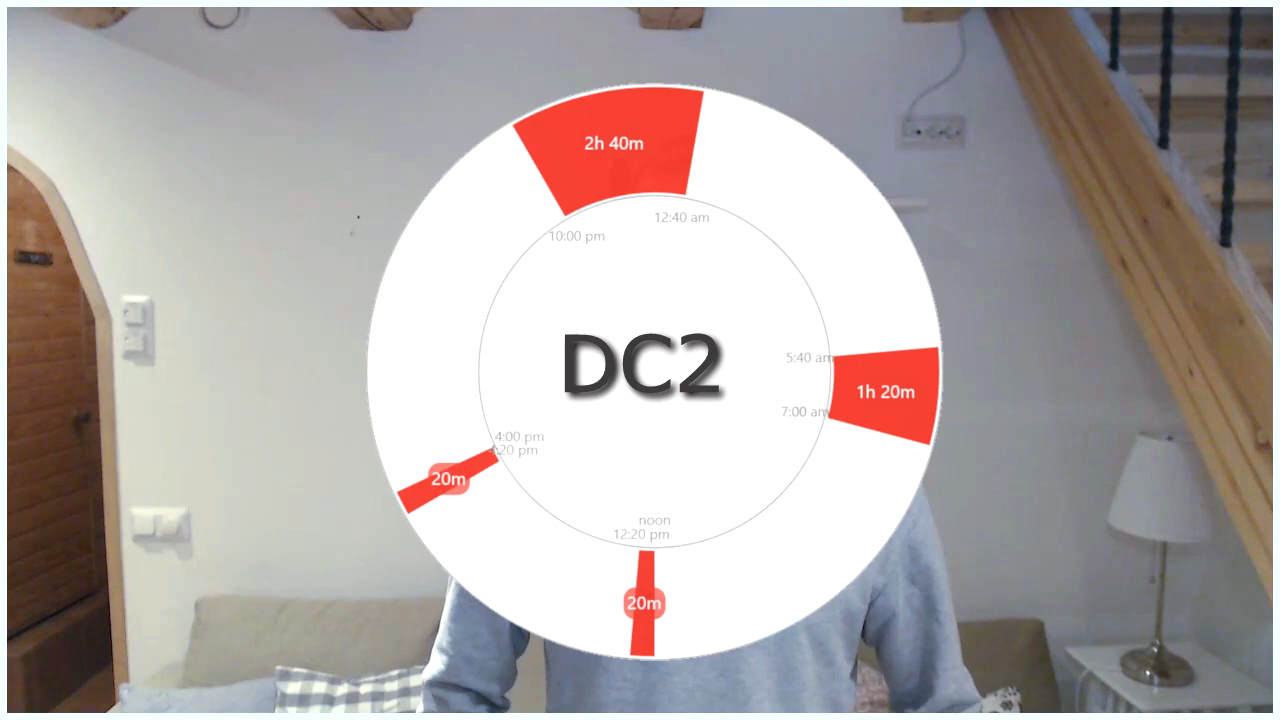 2h 40m
12:40 am
10:00 pm
DC2
5:40 am
1h 20m
7:00 am
4:00 pm
:20 pm
20m
noon
12:20 pm
20m